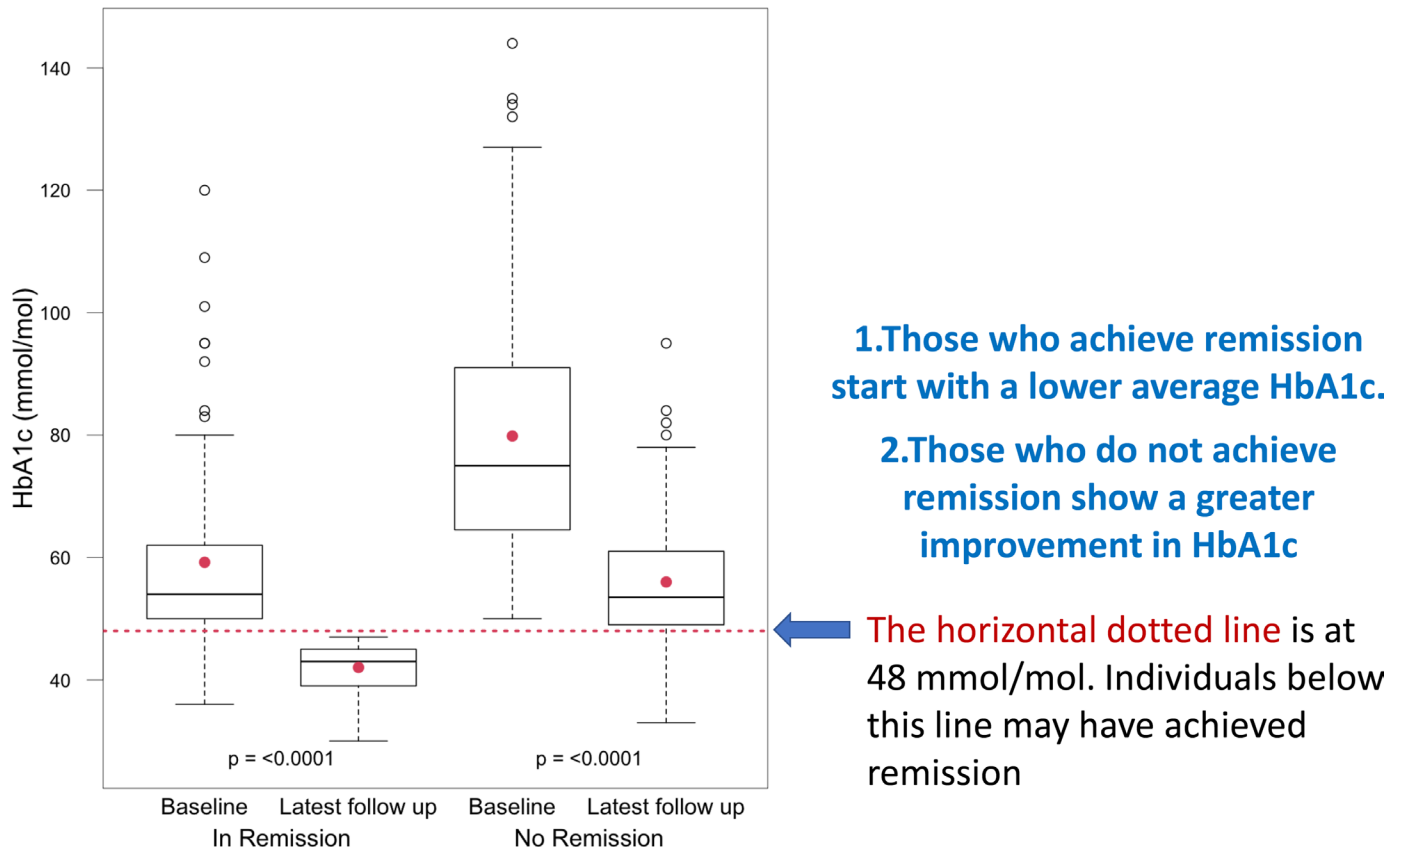 140
120
100
80
60
40
HbA1c (mmol/mol)
p = <0.0001
p = <0.0001
Baseline
Latest follow up
Baseline
Latest follow up
In Remission
No Remission
1.Those who achieve remission
start with a lower average HbA1c.
2.Those who do not achieve
remission show a greater
improvement in HbA1c
The horizontal dotted line is at
48 mmol/mol. Individuals below
this line may have achieved
remission